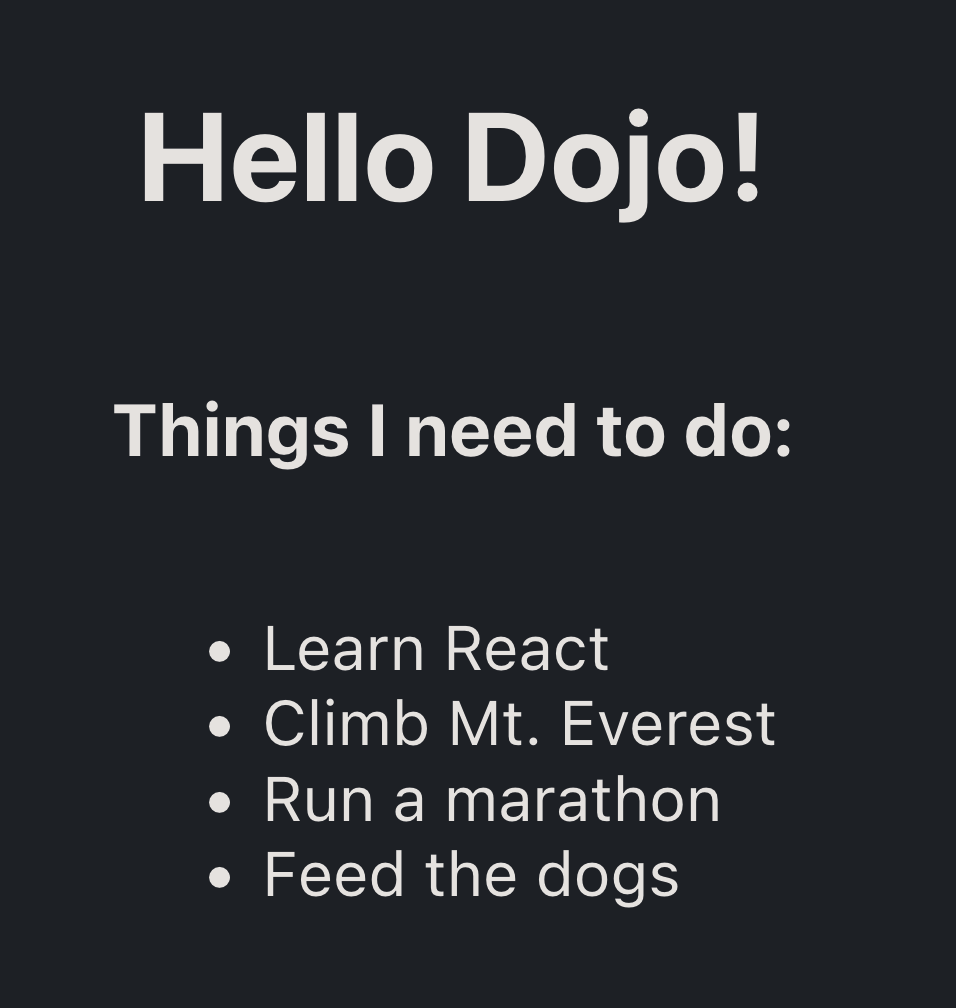 Hello Dojo!
Things I need to do:
• Learn React
• Climb Mt. Everest
• Run a marathon
• Feed the dogs